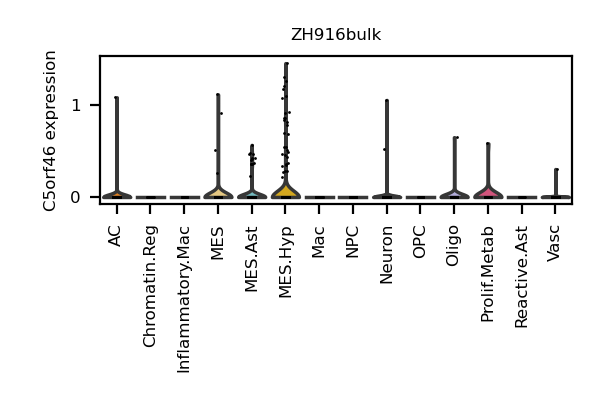 ZH916bulk
C5orf46 expression
1
0
AC
Chromatin.Reg
Inflammatory.Mac
MES
MES.Ast
MES.Hyp
Mac
NPC
Neuron
OPC
Oligo
Prolif.Metab
Reactive.Ast
Vasc